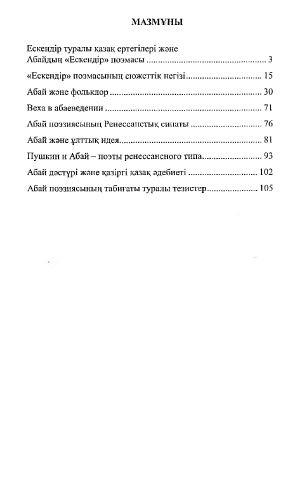 МАЗМҰНЫ
Ескендір туралы қазақ ертегілері және
Абайдың «Ескендір» поэмасы ........ 3
«Ескендір» поэмасының сюжеттік негізі ........ 15
Абай және фольклор ........ 30
Веха в абаеведении ........ 71
Абай поэзиясының Ренессанстық сипаты ........ 76
Абай және ұлттық идея ........ 81
Пушкин и Абай – поэты ренессансного типа ........ 93
Абай дәстүрі және қазіргі қазақ әдебиеті ........ 102
Абай поэзиясының табиғаты туралы тезистер ........ 105